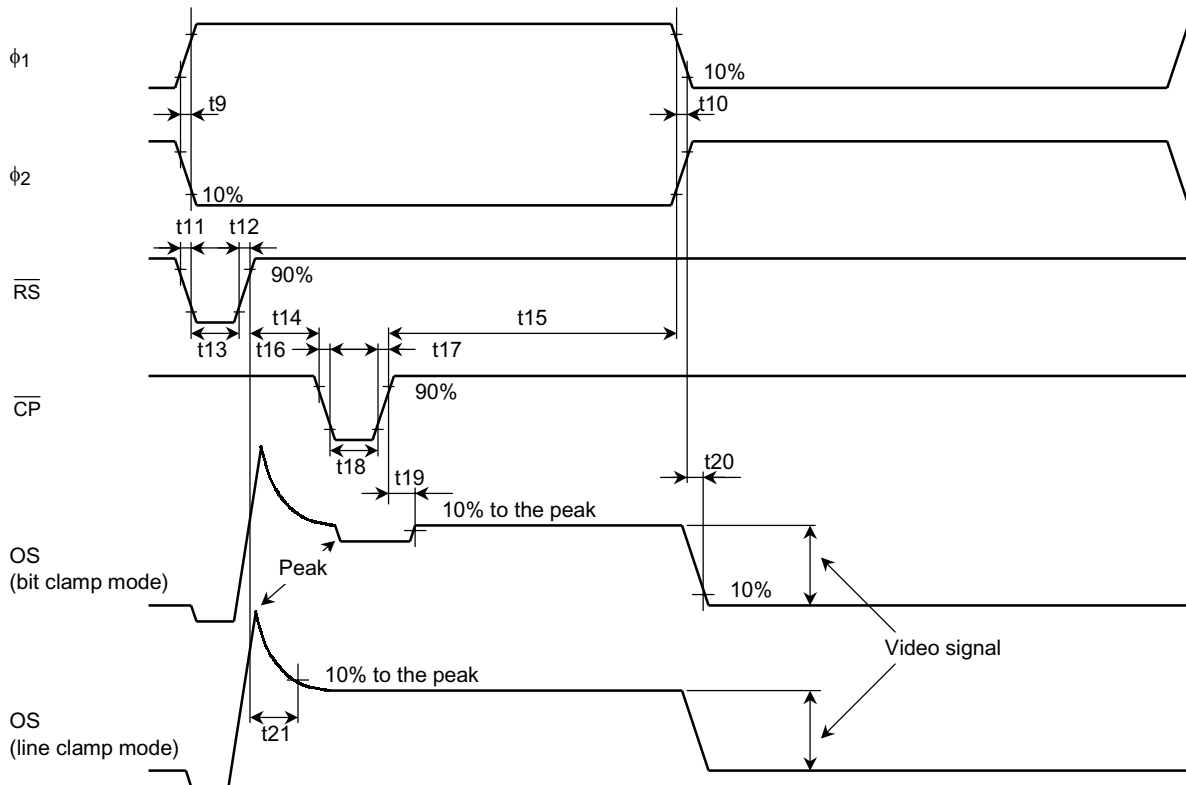 ϕ1
10%
t9
t10
ϕ2
10%
t11
t12
90%
RS
t14
t15
t13
t16
t17
90%
CP
t18
t19
t20
10% to the peak
OS
(bit clamp mode)
Peak
10%
Video signal
10% to the peak
OS
(line clamp mode)
t21